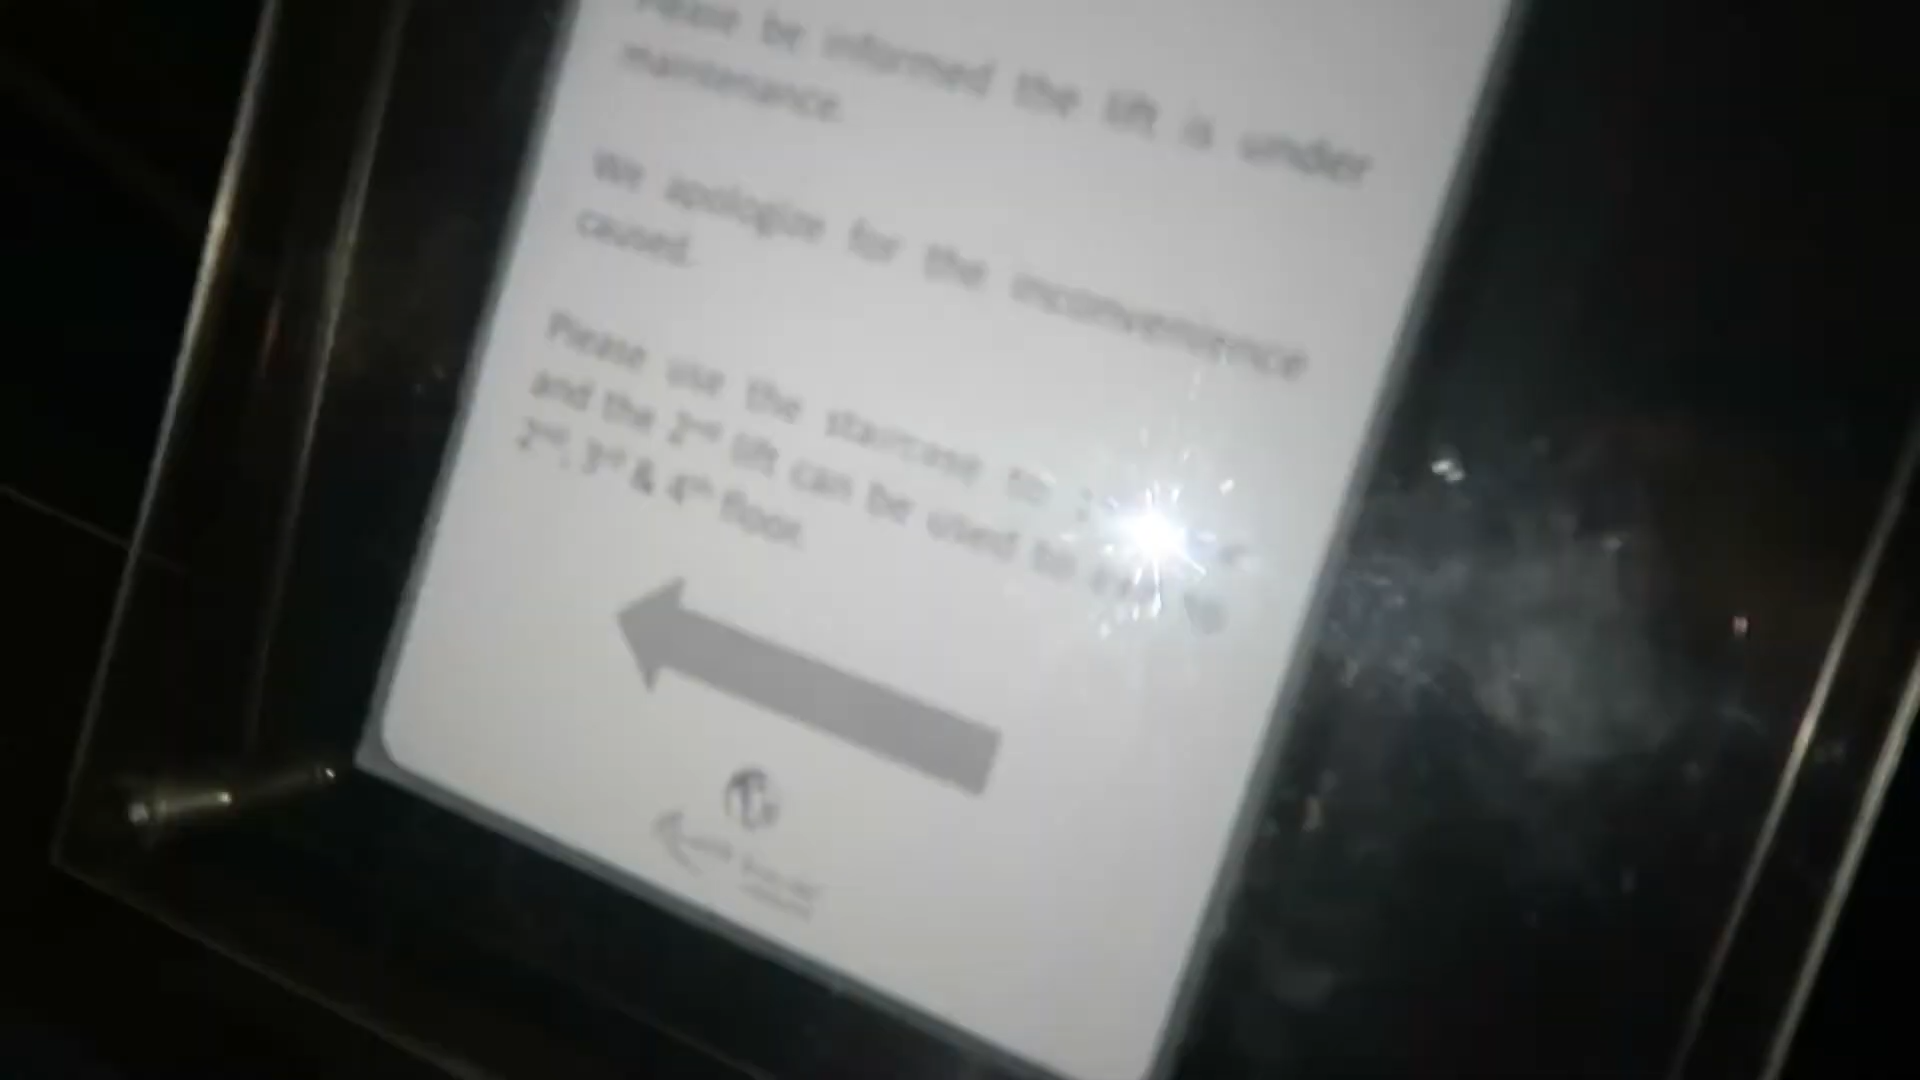 Please be informed the lift is under
maintenance.
We apologize for the inconvenience
caused.
Please use the staircase to
and the 2nd lift can be used to
2nd, 3rd & 4th floor.